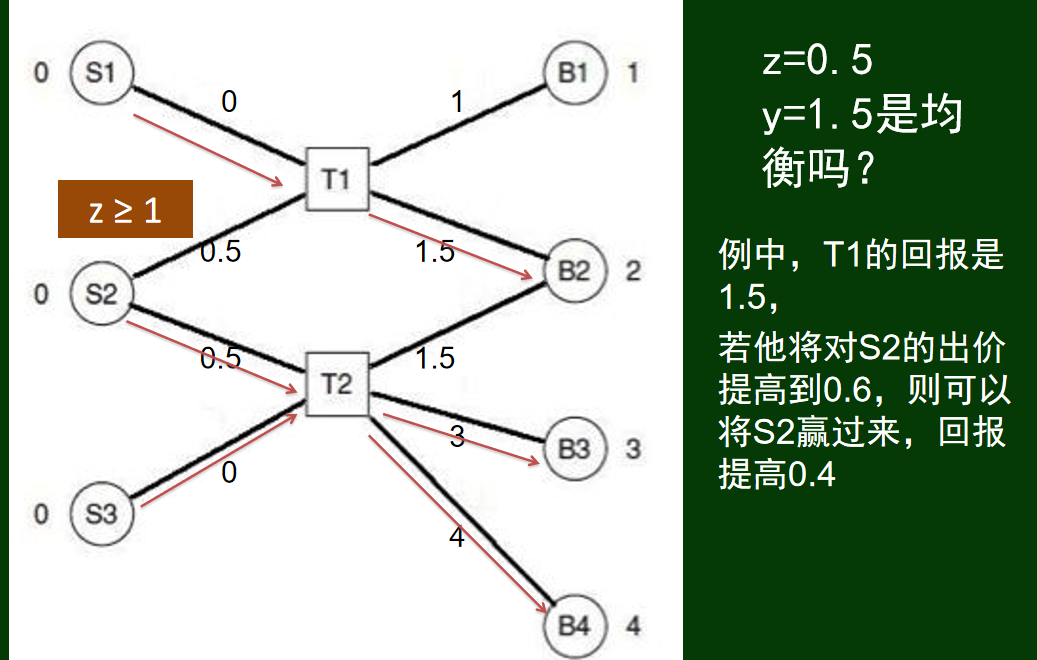 0 S1 B1 1
0 1
T1
z ≥ 1
0.5 1.5
0 S2 B2 2
0.5 1.5
T2
3 B3 3
0
0 S3
4
B4 4
z=0.5
y=1.5是均
衡吗？
例中，T1的回报是
1.5，
若他将对S2的出价
提高到0.6，则可以
将S2赢过来，回报
提高0.4